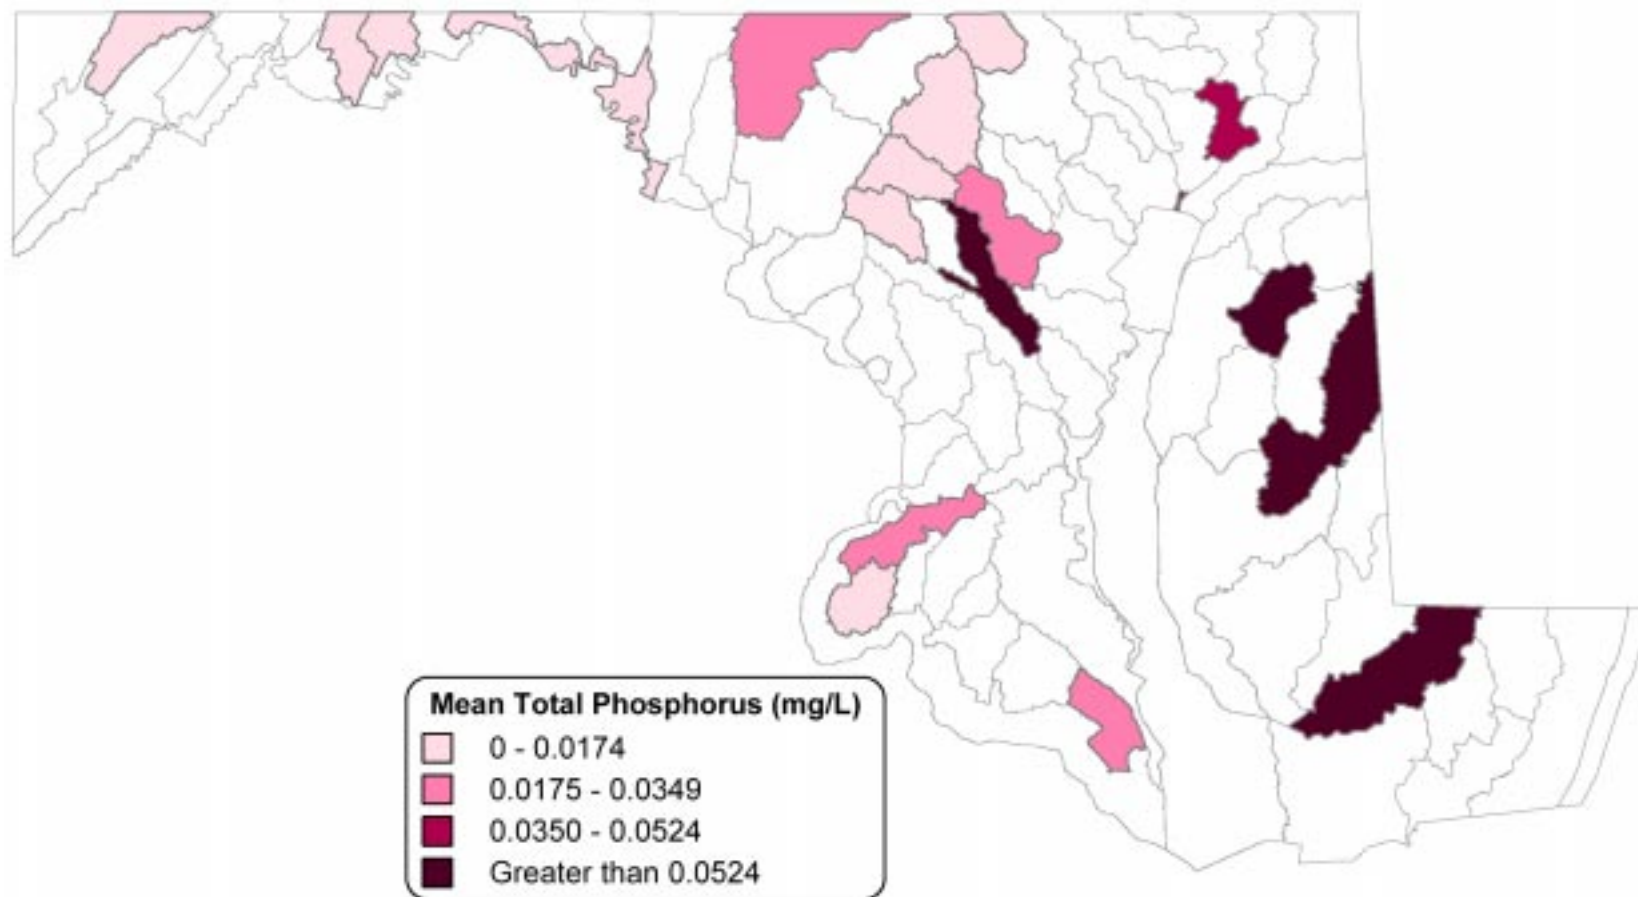 Mean Total Phosphorus (mg/L)
0 - 0.0174
0.0175 - 0.0349
0.0350 - 0.0524
Greater than 0.0524